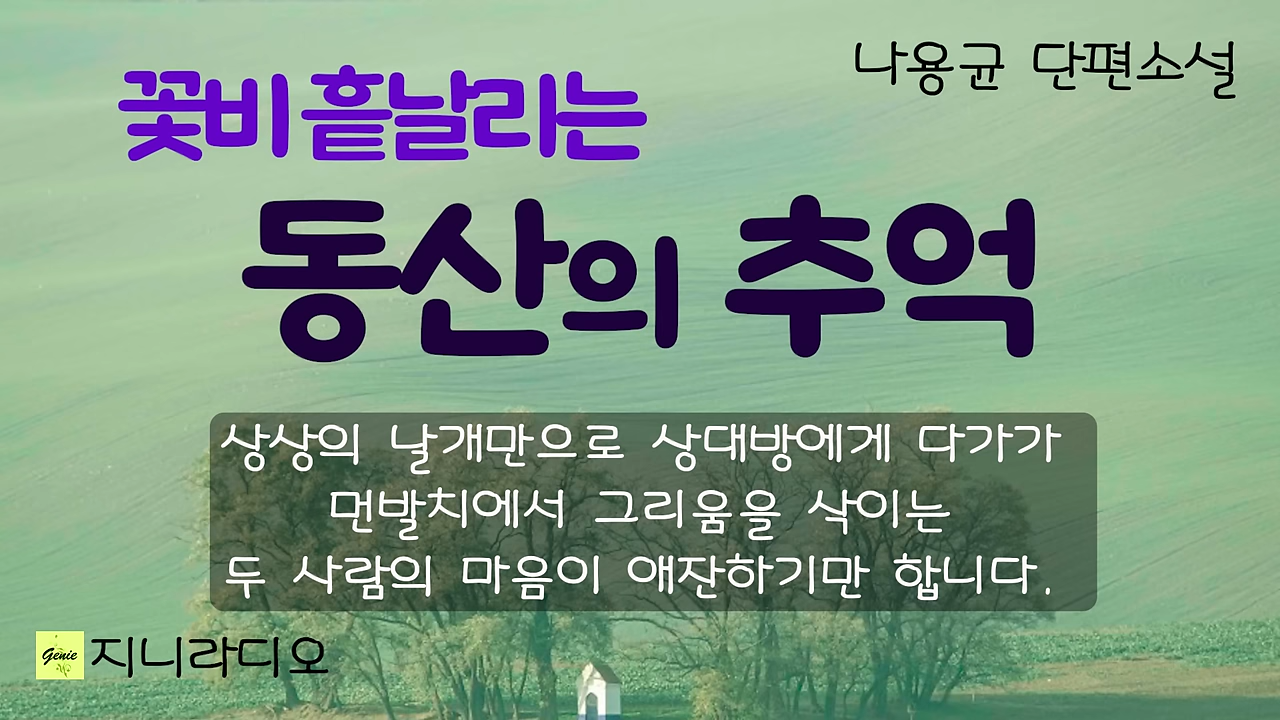 나용균 단편소설
꽃비 흩날리는
동산의 추억
상상의 날개만으로 상대방에게 다가가
먼발치에서 그리움을 삭이는
두 사람의 마음이 애잔하기만 합니다.
Genie 지니라디오